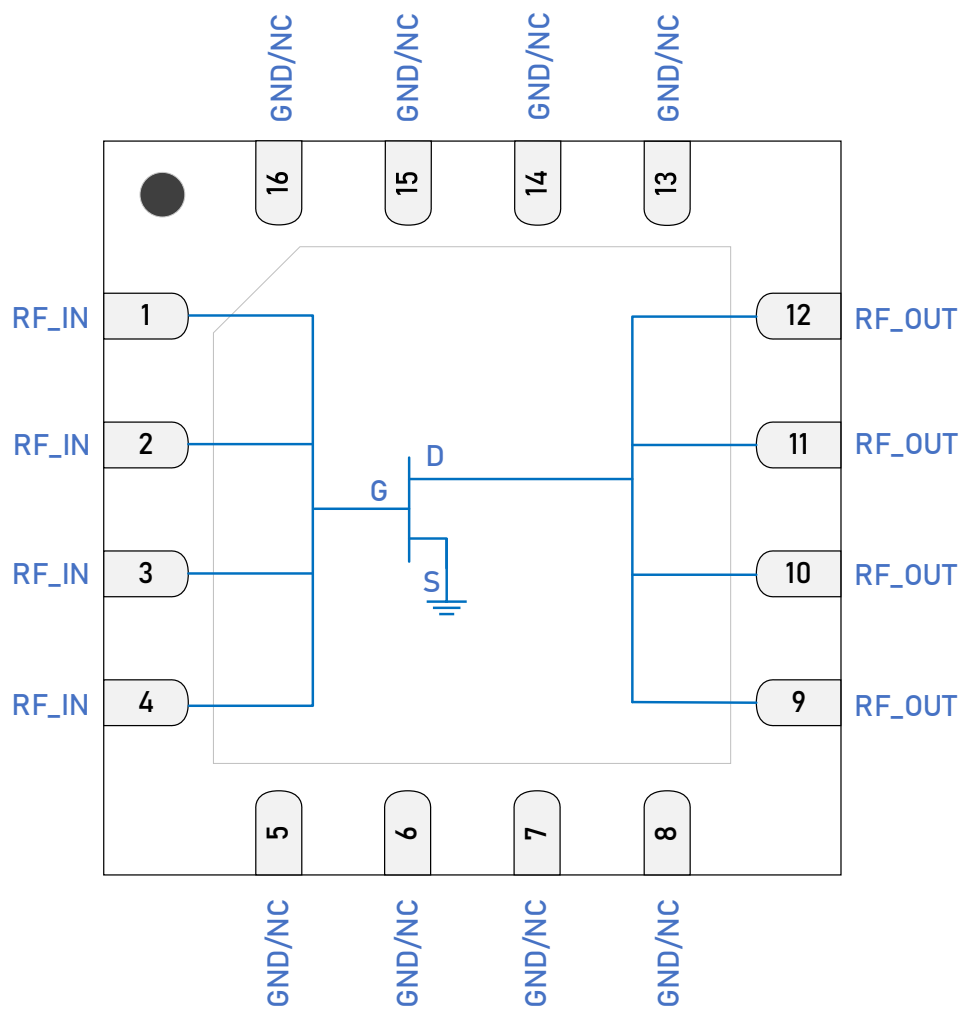 GND/NC GND/NC GND/NC GND/NC
16 15 14 13
RF_IN 1 12 RF_OUT
RF_IN 2 11 RF_OUT
D
G
RF_IN 3 10 RF_OUT
S
RF_IN 4 9 RF_OUT
5 6 7 8
GND/NC GND/NC GND/NC GND/NC